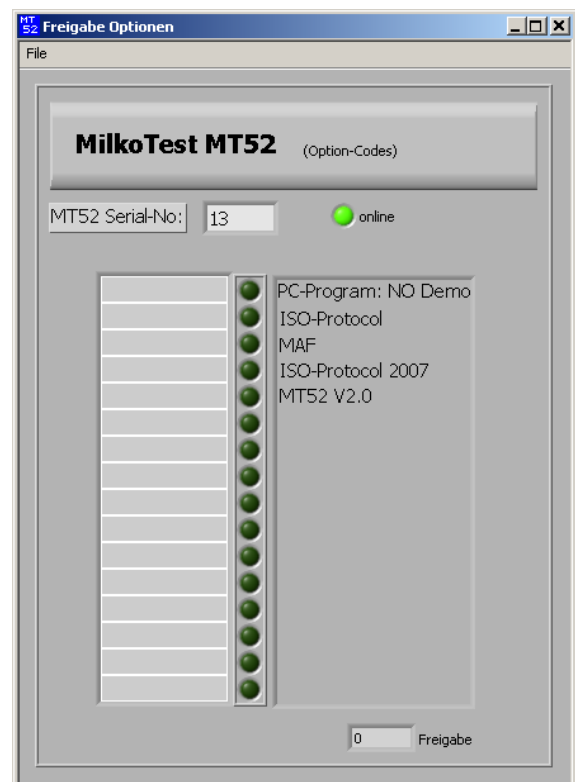 MT
52 Freigabe Optionen
File
MilkoTest MT52 (Option-Codes)
MT52 Serial-No: 13 online
PC-Program: NO Demo
ISO-Protocol
MAF
ISO-Protocol 2007
MT52 V2.0
0 Freigabe